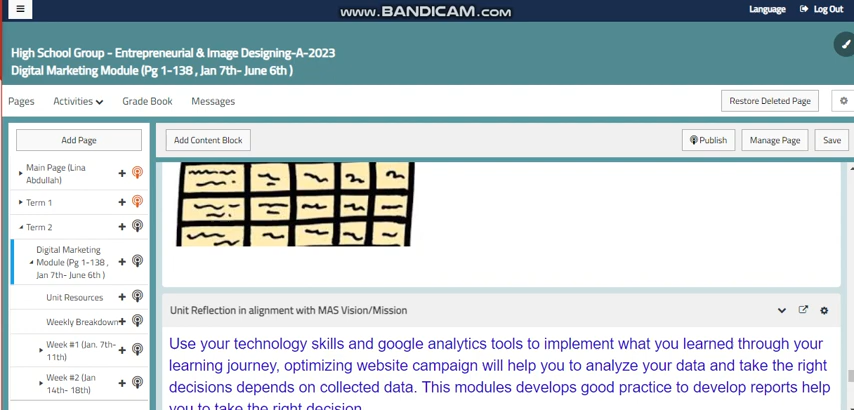 www.BANDICAM.com
Language Log Out
High School Group - Entrepreneurial & Image Designing-A-2023
Digital Marketing Module (Pg 1-138 , Jan 7th- June 6th )
Pages Activities Grade Book Messages Restore Deleted Page
Add Page
Add Content Block Publish Manage Page Save
Main Page (Lina
Abdullah)
Term 1
Term 2
Digital Marketing
Module (Pg 1-138 ,
Jan 7th- June 6th )
Unit Resources
Weekly Breakdown
Week #1 (Jan. 7th-
11th)
Week #2 (Jan
14th- 18th)
Unit Reflection in alignment with MAS Vision/Mission
Use your technology skills and google analytics tools to implement what you learned through your
learning journey, optimizing website campaign will help you to analyze your data and take the right
decisions depends on collected data. This modules develops good practice to develop reports help
you to take the right decision.